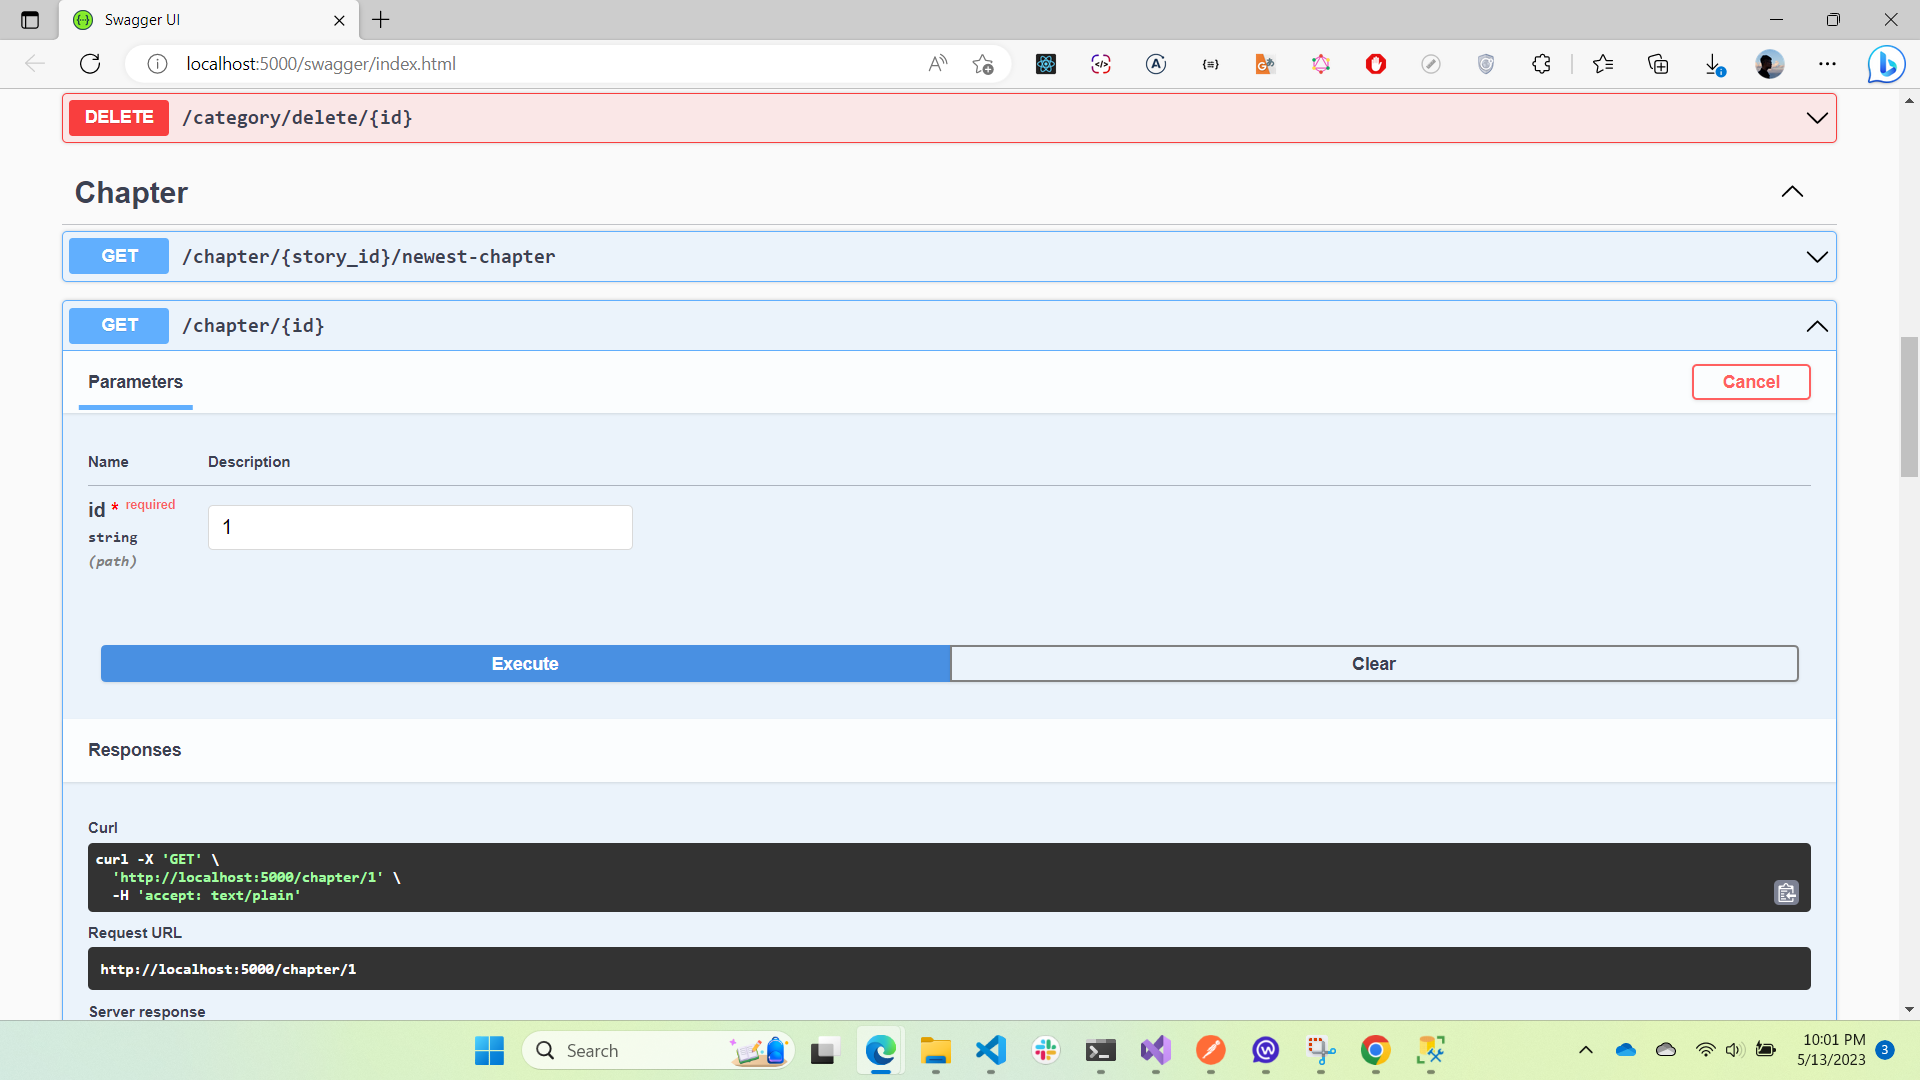 Swagger UI
localhost:5000/swagger/index.html
DELETE /category/delete/{id}
Chapter
GET /chapter/{story_id}/newest-chapter
GET /chapter/{id}
Parameters
Cancel
Name Description
id * required
string
(path)
1
Execute
Clear
Responses
Curl
curl -X 'GET' \
'http://localhost:5000/chapter/1' \
-H 'accept: text/plain'
Request URL
http://localhost:5000/chapter/1
Server response
Search
10:01 PM
5/13/2023
3